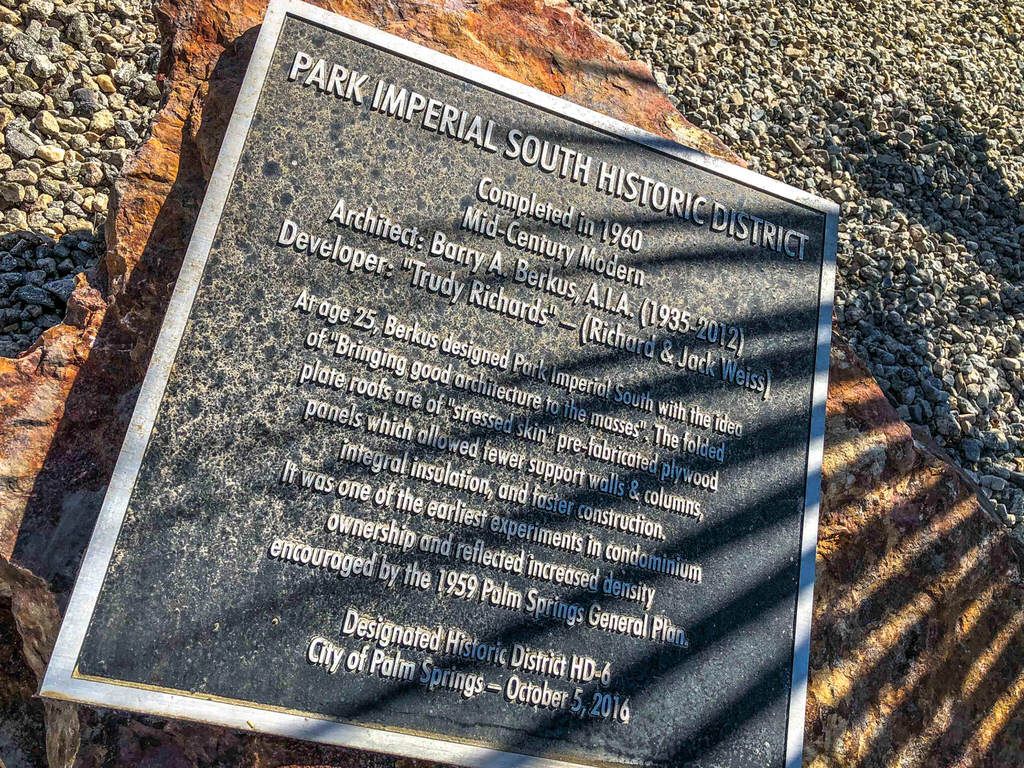 PARK IMPERIAL SOUTH HISTORIC DISTRICT
Completed in 1960
Mid-Century Modern
Architect: Barry A. Berkus, A.I.A. (1935-2012)
Developer: "Trudy Richards" – (Richard & Jack Weiss)
At age 25, Berkus designed Park Imperial South with the idea
of "Bringing good architecture to the masses". The folded
plate roofs are of "stressed skin" pre-fabricated plywood
panels which allowed fewer support walls & columns,
integral insulation, and faster construction.
It was one of the earliest experiments in condominium
ownership and reflected increased density
encouraged by the 1959 Palm Springs General Plan.
Designated Historic District HD-6
City of Palm Springs – October 5, 2016